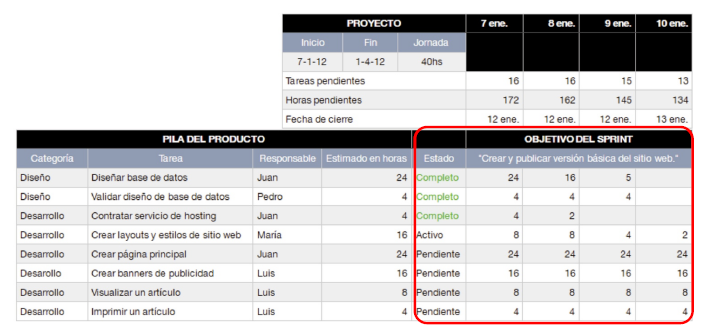 PROYECTO 7 ene. 8 ene. 9 ene. 10 ene.
Inicio Fin Jornada
7-1-12 1-4-12 40hs
Tareas pendientes 16 16 15 13
Horas pendientes 172 162 145 134
Fecha de cierre 12 ene. 12 ene. 12 ene. 13 ene.
PILA DEL PRODUCTO OBJETIVO DEL SPRINT
Categoría Tarea Responsable Estimado en horas Estado "Crear y publicar versión básica del sitio web."
Diseño Diseñar base de datos Juan 24 Completo 24 16 5
Diseño Validar diseño de base de datos Pedro 4 Completo 4 4 4
Desarrollo Contratar servicio de hosting Juan 4 Completo 4 2
Desarrollo Crear layouts y estilos de sitio web María 16 Activo 8 8 4 2
Desarollo Crear página principal Juan 24 Pendiente 24 24 24 24
Desarrollo Crear banners de publicidad Luis 16 Pendiente 16 16 16 16
Desarrollo Visualizar un artículo Luis 8 Pendiente 8 8 8 8
Desarrollo Imprimir un artículo Luis 4 Pendiente 4 4 4 4